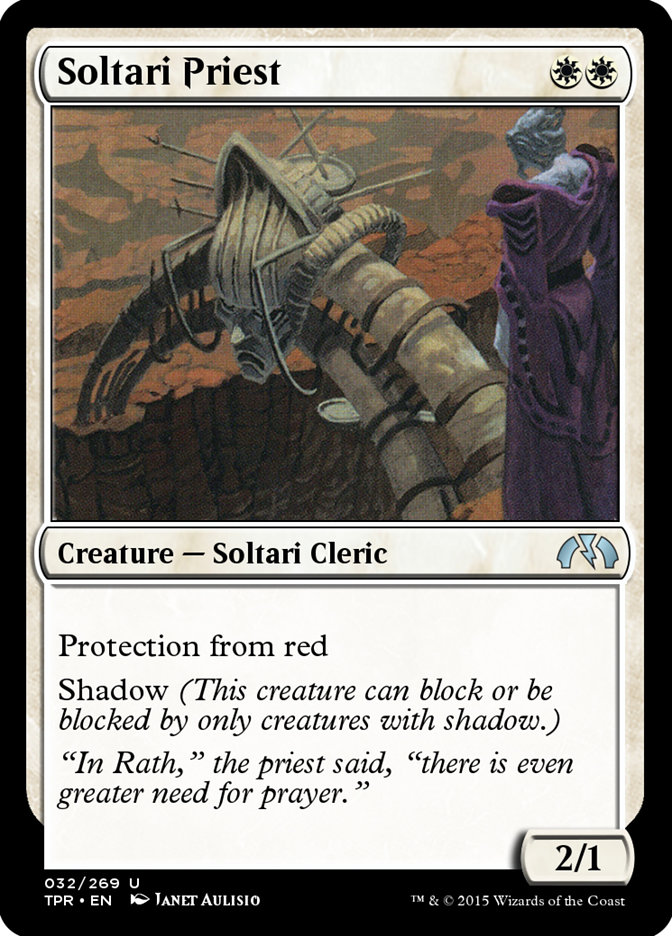 Soltari Priest
Creature — Soltari Cleric
Protection from red
Shadow (This creature can block or be
blocked by only creatures with shadow.)
“In Rath,” the priest said, “there is even
greater need for prayer.”
2/1
032/269 U
TPR • EN Janet Aulisio
™ & © 2015 Wizards of the Coast